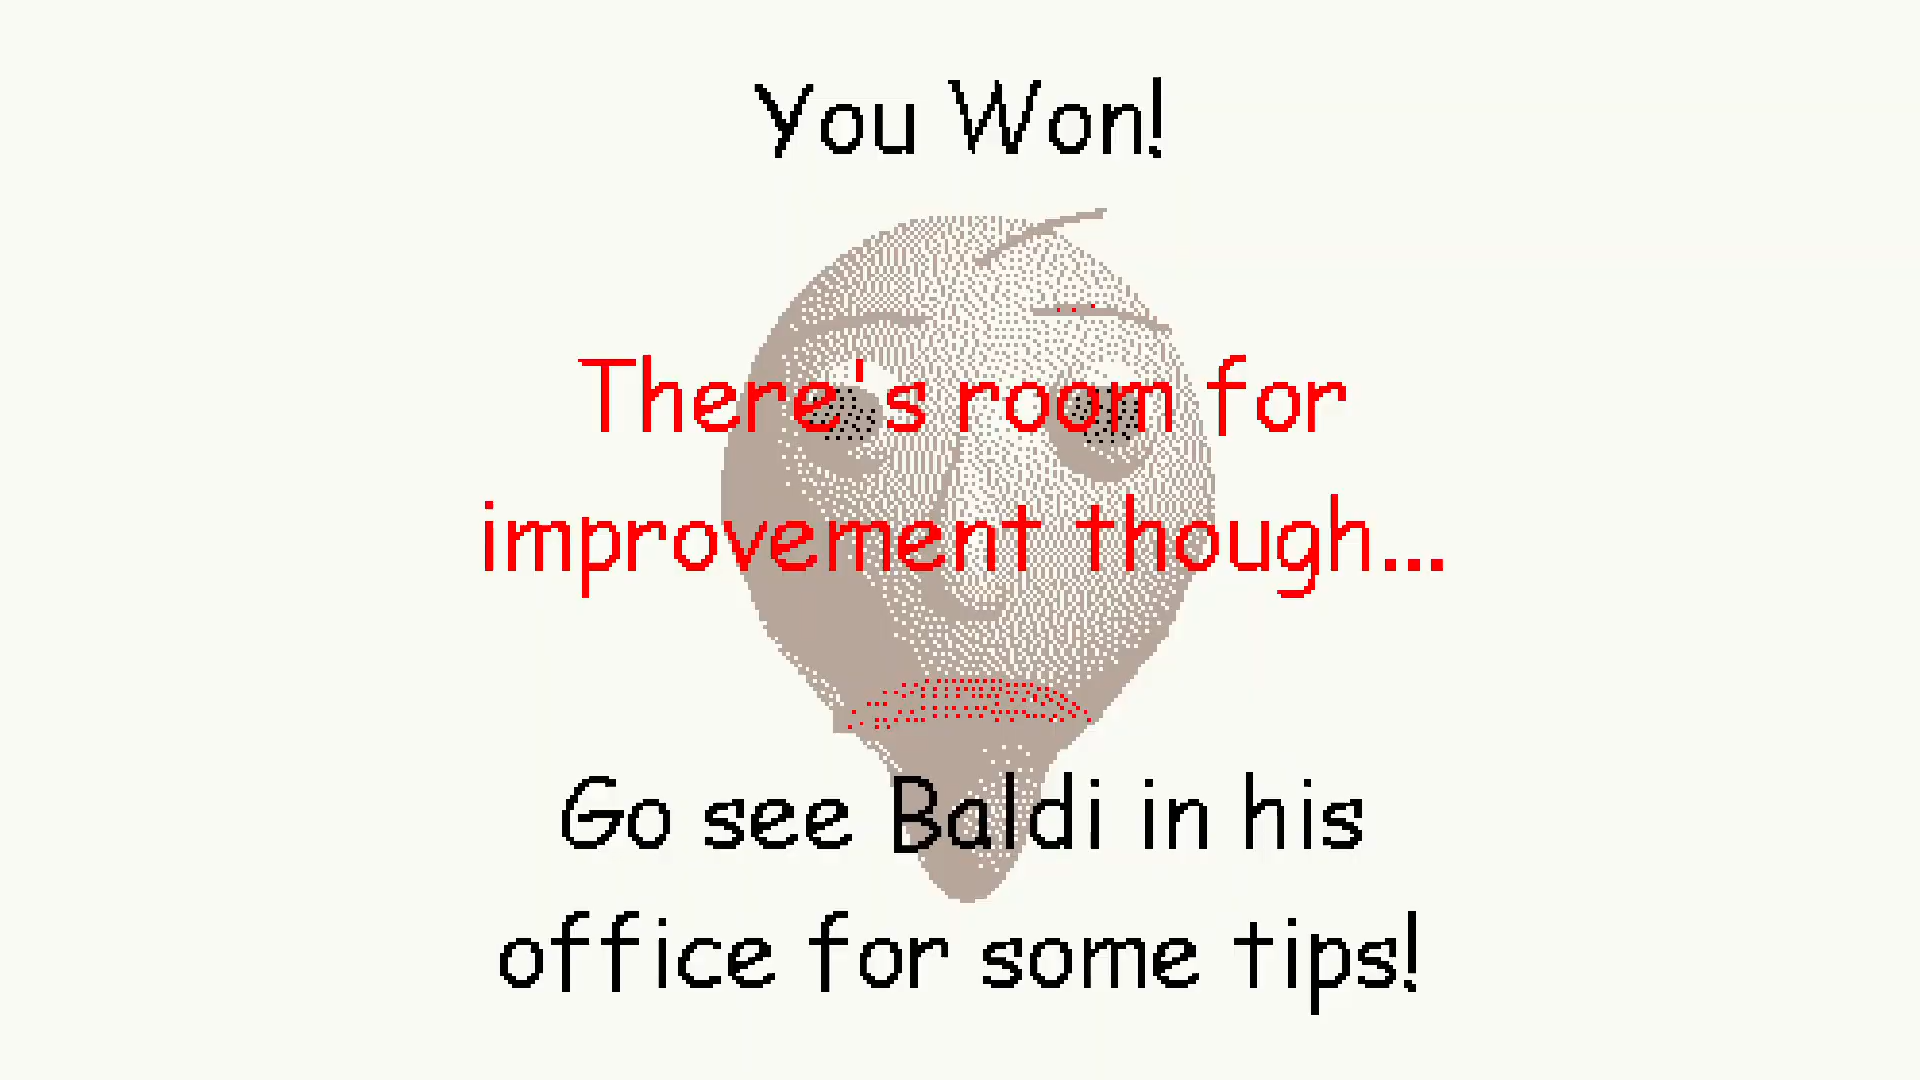 You Won!
There's room for
improvement though...
Go see Baldi in his
office for some tips!